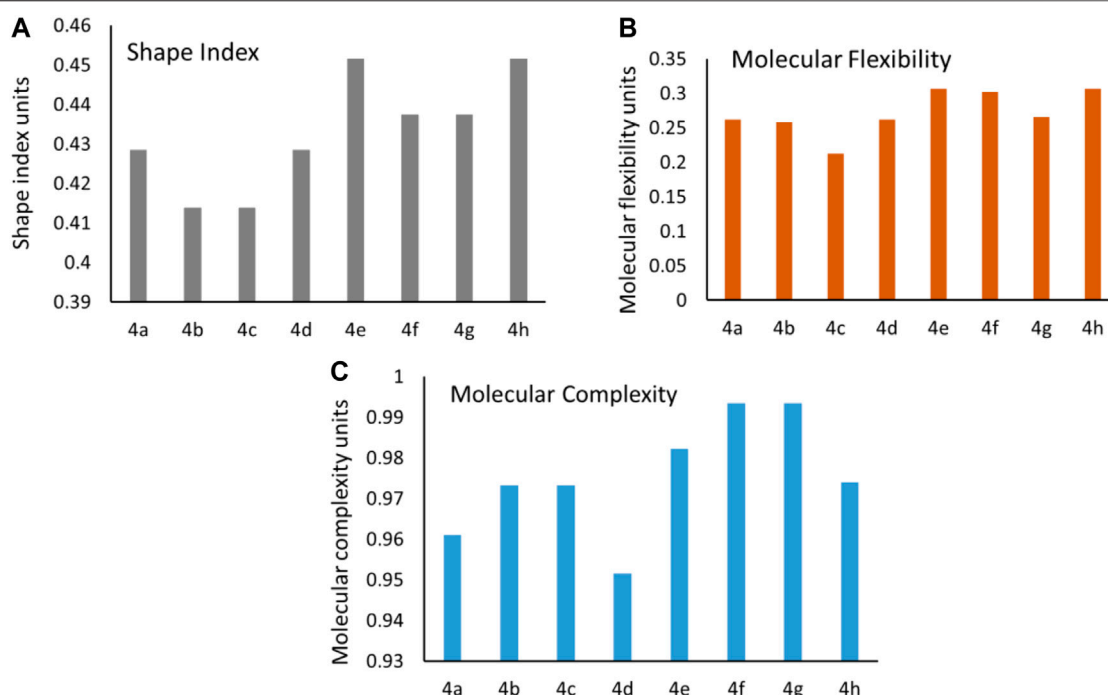 A
Shape Index
Shape index units
0.46
0.45
0.44
0.43
0.42
0.41
0.4
0.39
4a 4b 4c 4d 4e 4f 4g 4h
B
Molecular Flexibility
Molecular flexibility units
0.35
0.3
0.25
0.2
0.15
0.1
0.05
0
4a 4b 4c 4d 4e 4f 4g 4h
C
Molecular Complexity
Molecular complexity units
1
0.99
0.98
0.97
0.96
0.95
0.94
0.93
4a 4b 4c 4d 4e 4f 4g 4h